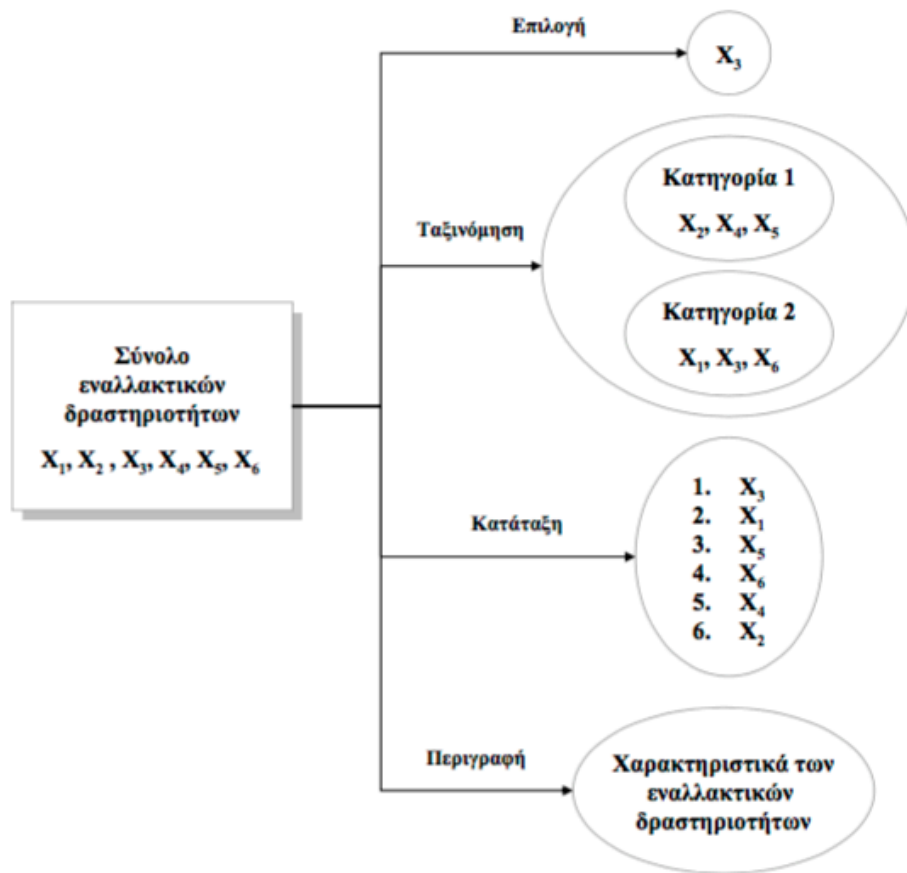 Επιλογή
X₃
Κατηγορία 1
X₂, X₄, X₅
Ταξινόμηση
Κατηγορία 2
X₁, X₃, X₆
Σύνολο
εναλλακτικών
δραστηριοτήτων
X₁, X₂ , X₃, X₄, X₅, X₆
Κατάταξη
1. X₃
2. X₁
3. X₅
4. X₆
5. X₄
6. X₂
Περιγραφή
Χαρακτηριστικά των
εναλλακτικών
δραστηριοτήτων